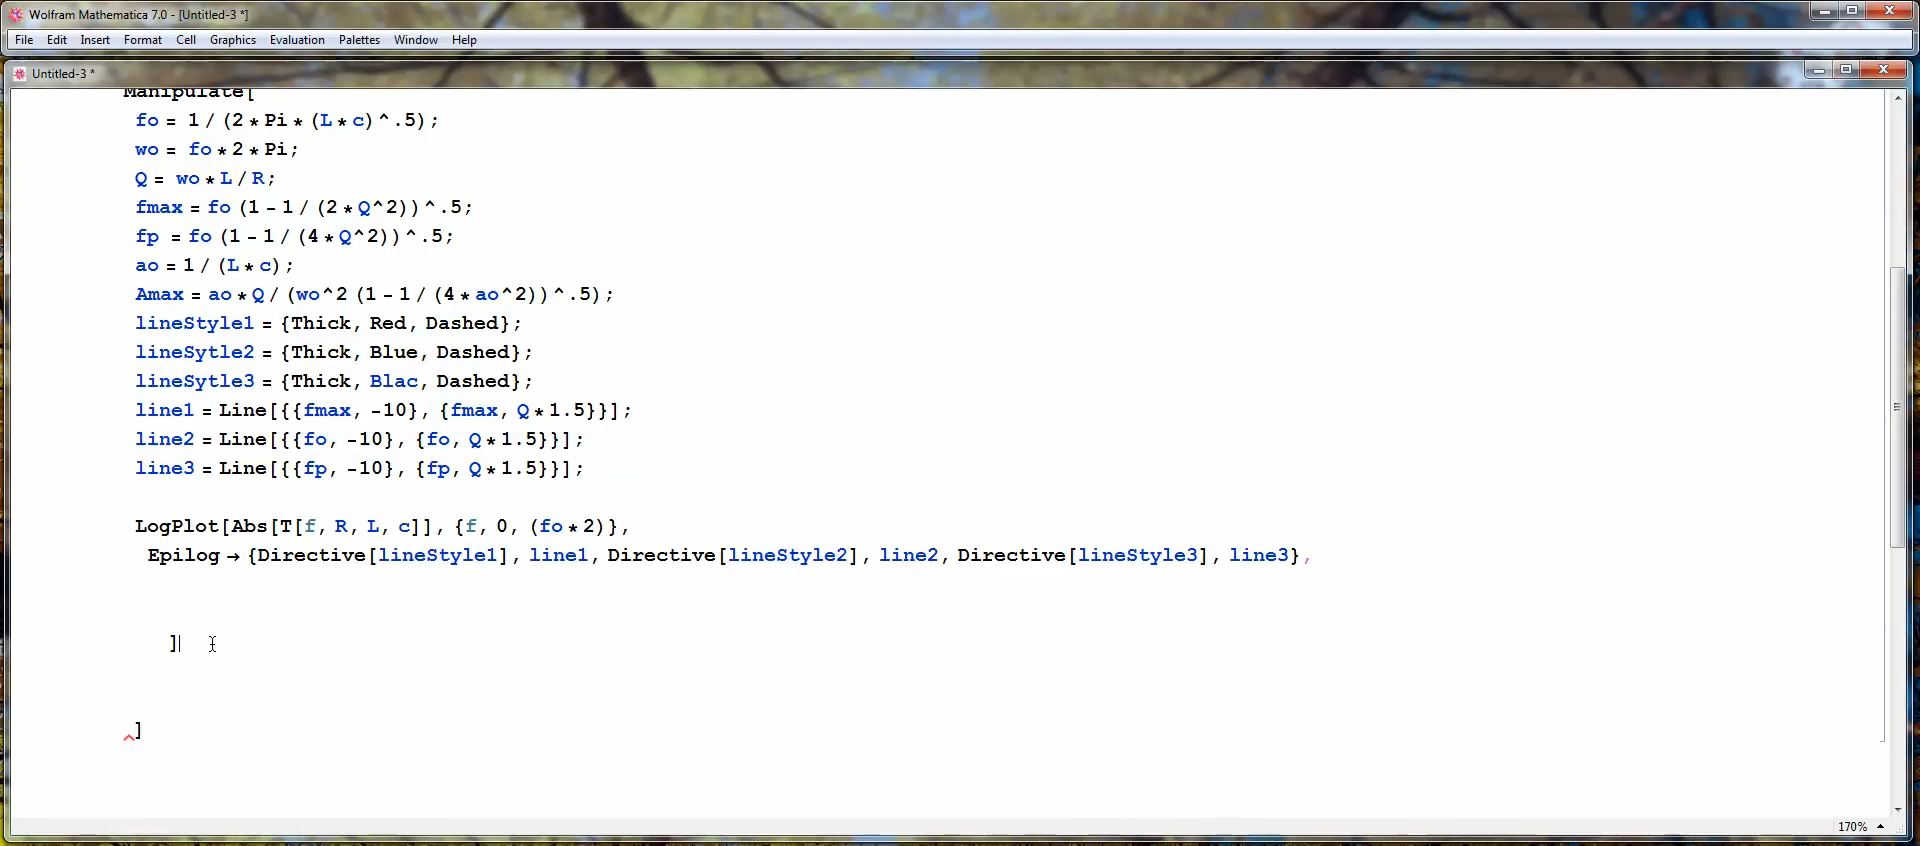 Wolfram Mathematica 7.0 - [Untitled-3 *]
File Edit Insert Format Cell Graphics Evaluation Palettes Window Help
Untitled-3 *
Manipulate[
fo = 1 / (2 * Pi * (L * c) ^ .5);
wo = fo * 2 * Pi;
Q = wo * L / R;
fmax = fo (1 - 1 / (2 * Q^2)) ^ .5;
fp = fo (1 - 1 / (4 * Q^2)) ^ .5;
ao = 1 / (L * c);
Amax = ao * Q / (wo^2 (1 - 1 / (4 * ao^2)) ^ .5);
lineStyle1 = {Thick, Red, Dashed};
lineSytle2 = {Thick, Blue, Dashed};
lineSytle3 = {Thick, Blac, Dashed};
line1 = Line[{{fmax, -10}, {fmax, Q * 1.5}}];
line2 = Line[{{fo, -10}, {fo, Q * 1.5}}];
line3 = Line[{{fp, -10}, {fp, Q * 1.5}}];
LogPlot[Abs[T[f, R, L, c]], {f, 0, (fo * 2)},
Epilog → {Directive[lineStyle1], line1, Directive[lineStyle2], line2, Directive[lineStyle3], line3},
]
]
170%